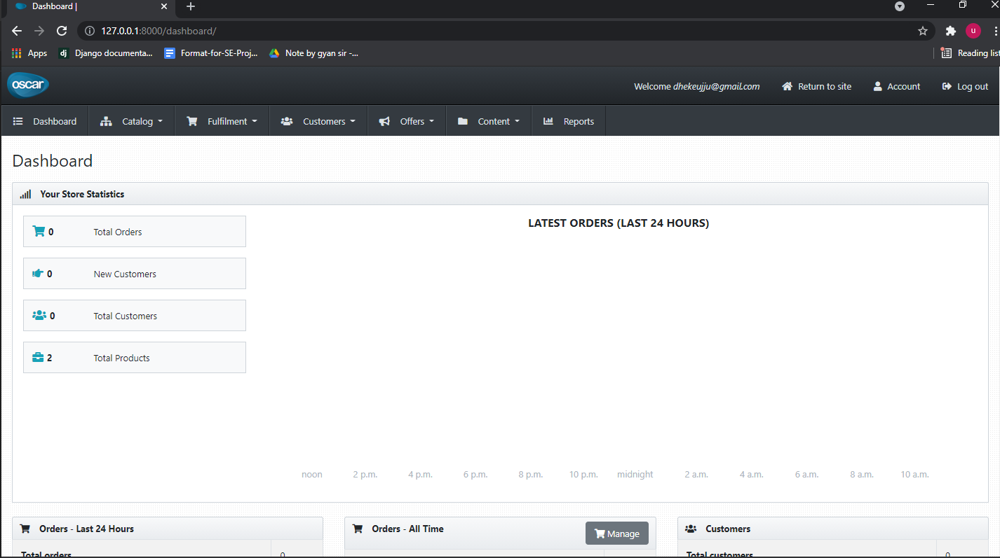 Dashboard |
127.0.0.1:8000/dashboard/
U
Apps
dj Django documenta...
Format-for-SE-Proj...
Note by gyan sir -...
Reading list
oscar
Welcome dhekeujju@gmail.com
Return to site
Account
Log out
Dashboard
Catalog
Fulfilment
Customers
Offers
Content
Reports
Dashboard
Your Store Statistics
0 Total Orders
0 New Customers
0 Total Customers
2 Total Products
LATEST ORDERS (LAST 24 HOURS)
noon 2 p.m. 4 p.m. 6 p.m. 8 p.m. 10 p.m. midnight 2 a.m. 4 a.m. 6 a.m. 8 a.m. 10 a.m.
Orders - Last 24 Hours
Total orders 0
Orders - All Time
Manage
Customers
Total customers 0